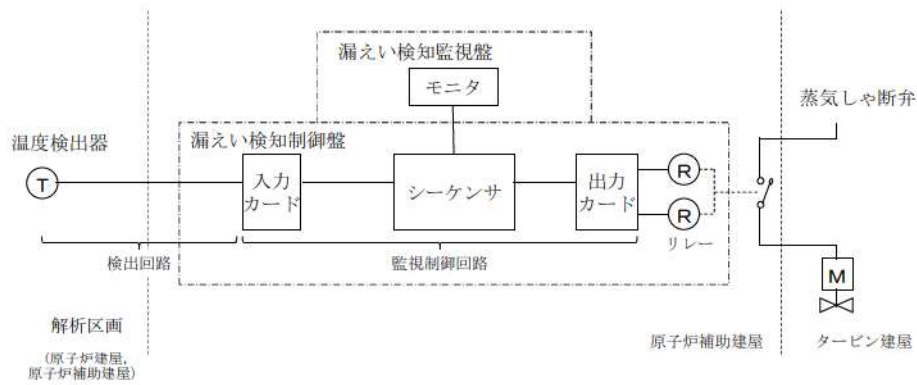 漏えい検知監視盤
モニタ
蒸気しゃ断弁
温度検出器
漏えい検知制御盤
T
入力
カード
シーケンサ
出力
カード
R
R
リレー
検出回路
監視制御回路
M
解析区画
(原子炉建屋,
原子炉補助建屋)
原子炉補助建屋
タービン建屋